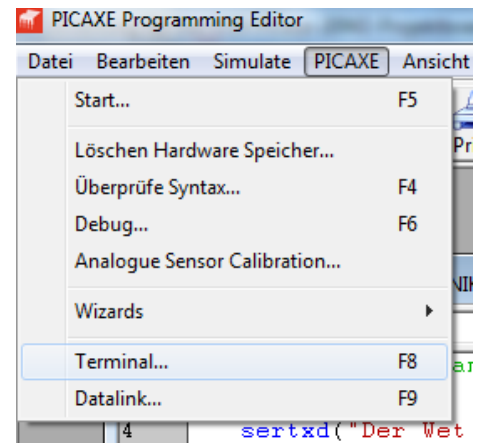 PICAXE Programming Editor
Datei Bearbeiten Simulate PICAXE Ansicht
Start... F5
Löschen Hardware Speicher...
Pr
Überprüfe Syntax... F4
Debug... F6
Analogue Sensor Calibration...
Wizards
Terminal... F8
Datalink... F9
4 sertxd("Der Wet